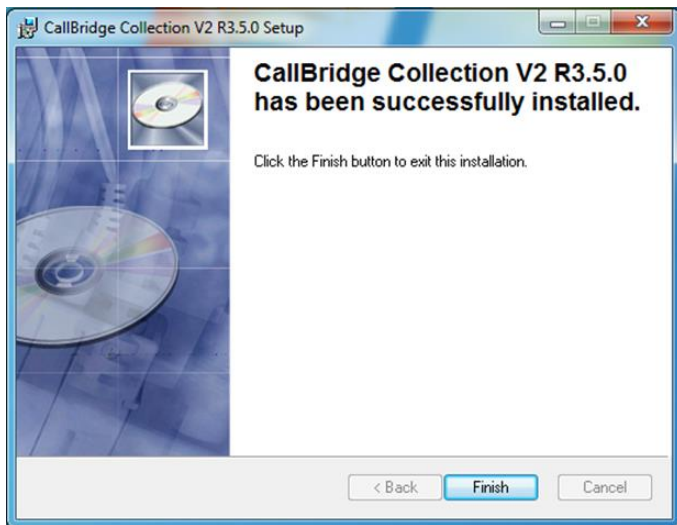 CallBridge Collection V2 R3.5.0 Setup
CallBridge Collection V2 R3.5.0
has been successfully installed.
Click the Finish button to exit this installation.
< Back Finish Cancel